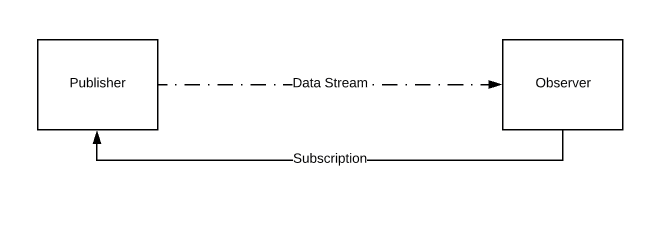 Publisher
Data Stream
Observer
Subscription